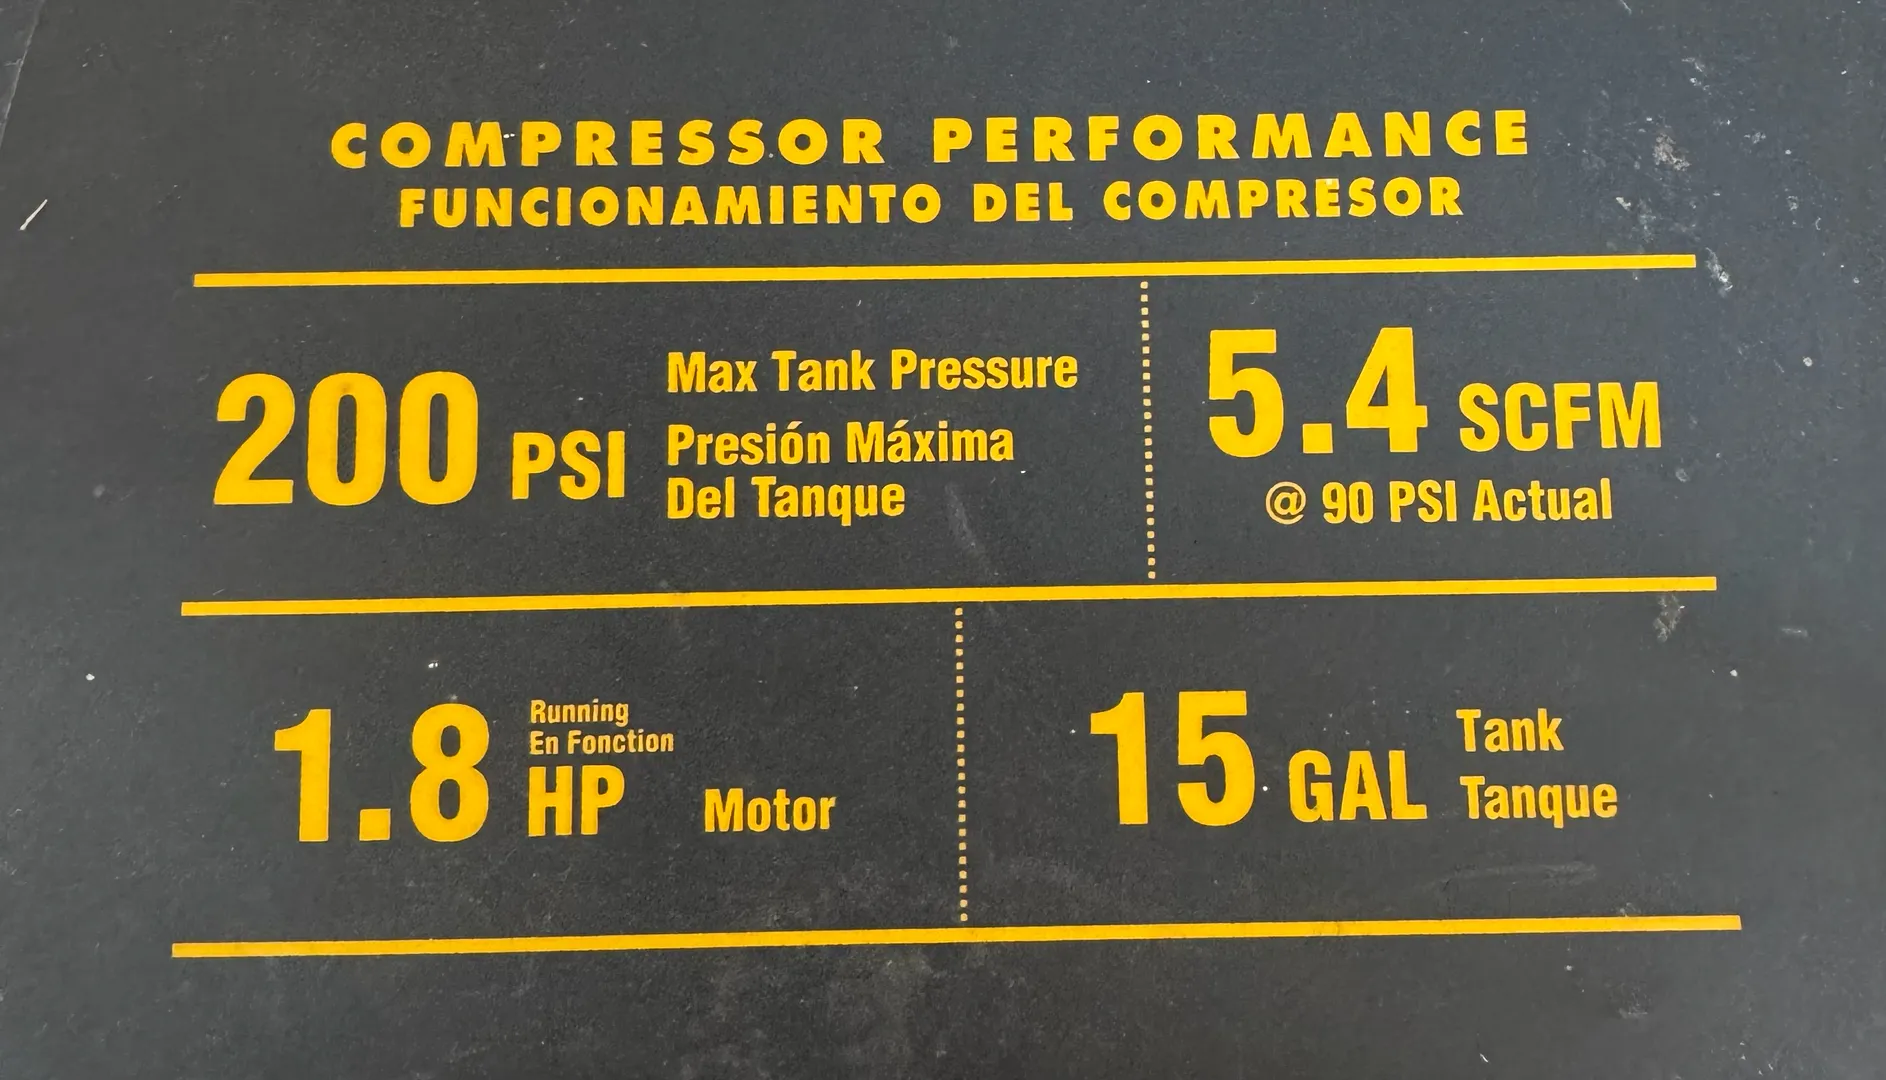 COMPRESSOR PERFORMANCE
FUNCIONAMIENTO DEL COMPRESOR
200 PSI
Max Tank Pressure
Presión Máxima
Del Tanque
5.4 SCFM
@ 90 PSI Actual
1.8
Running
En Fonction
HP Motor
15 GAL
Tank
Tanque